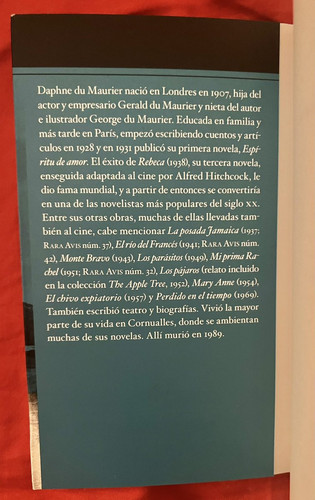 Daphne du Maurier nació en Londres en 1907, hija del
actor y empresario Gerald du Maurier y nieta del autor
e ilustrador George du Maurier. Educada en familia y
más tarde en París, empezó escribiendo cuentos y artí-
culos en 1928 y en 1931 publicó su primera novela, Espí-
ritu de amor. El éxito de Rebeca (1938), su tercera novela,
enseguida adaptada al cine por Alfred Hitchcock, le
dio fama mundial, y a partir de entonces se convertiría
en una de las novelistas más populares del siglo XX.
Entre sus otras obras, muchas de ellas llevadas tam-
bién al cine, cabe mencionar La posada Jamaica (1937;
RARA AVIS núm. 37), El río del Francés (1941; RARA AVIS núm.
42), Monte Bravo (1943), Los parásitos (1949), Mi prima Ra-
chel (1951; RARA AVIS núm. 32), Los pájaros (relato incluido
en la colección The Apple Tree, 1952), Mary Anne (1954),
El chivo expiatorio (1957) y Perdido en el tiempo (1969).
También escribió teatro y biografías. Vivió la mayor
parte de su vida en Cornualles, donde se ambientan
muchas de sus novelas. Allí murió en 1989.